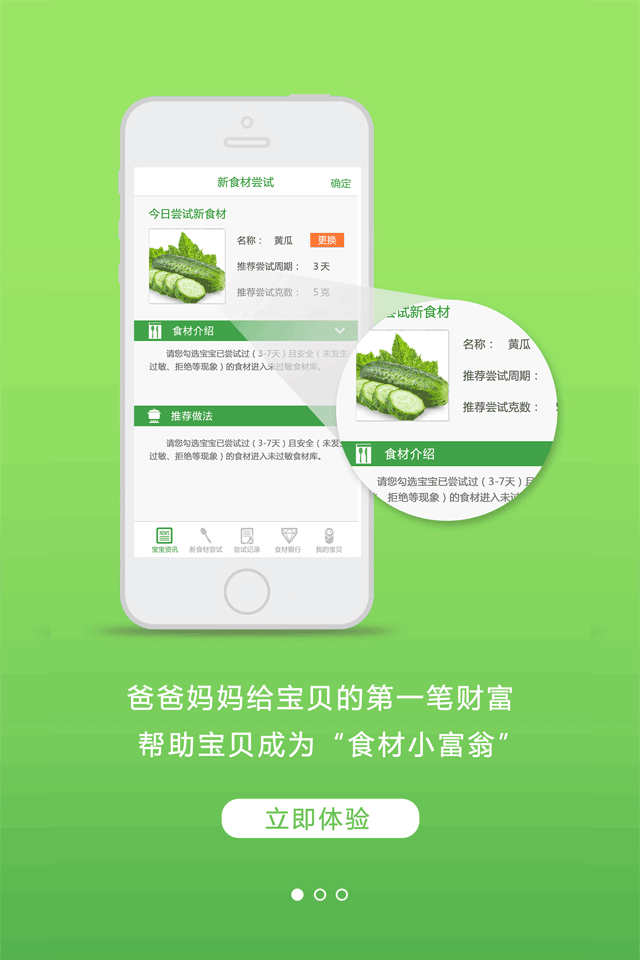 新食材尝试
确定
今日尝试新食材
名称： 黄瓜 更换
推荐尝试周期： 3 天
推荐尝试克数： 5 克
食材介绍
请您勾选宝宝已尝试过（3-7天）且安全（未发生
过敏、拒绝等现象）的食材进入未过敏食材库。
推荐做法
请您勾选宝宝已尝试过（3-7天）且安全（未发生
过敏、拒绝等现象）的食材进入未过敏食材库。
NEWS
宝宝资讯 新食材尝试 尝试记录 食材银行 我的宝贝
尝试新食材
名称： 黄瓜
推荐尝试周期：
推荐尝试克数：
食材介绍
请您勾选宝宝已尝试过（3-7天）且
、拒绝等现象）的食材进入未过
爸爸妈妈给宝贝的第一笔财富
帮助宝贝成为“食材小富翁”
立即体验